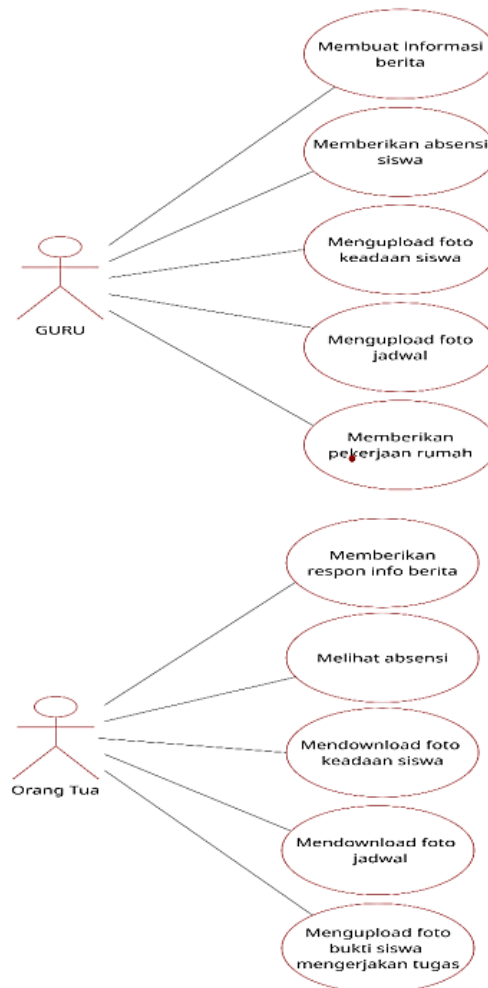 Membuat informasi
berita
Memberikan absensi
siswa
Mengupload foto
keadaan siswa
Mengupload foto
jadwal
Memberikan
pekerjaan rumah
GURU
Memberikan
respon info berita
Melihat absensi
Mendownload foto
keadaan siswa
Mendownload foto
jadwal
Mengupload foto
bukti siswa
mengerjakan tugas
Orang Tua